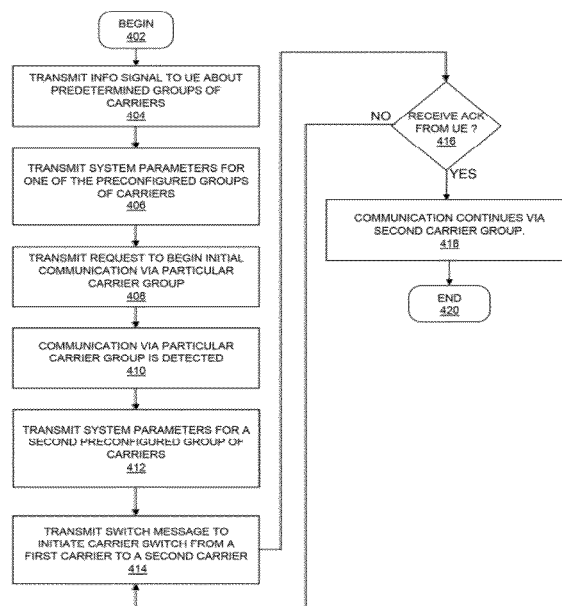 BEGIN
402
TRANSMIT INFO SIGNAL TO UE ABOUT
PREDETERMINED GROUPS OF
CARRIERS
404
TRANSMIT SYSTEM PARAMETERS FOR
ONE OF THE PRECONFIGURED GROUPS
OF CARRIERS
406
TRANSMIT REQUEST TO BEGIN INITIAL
COMMUNICATION VIA PARTICULAR
CARRIER GROUP
408
COMMUNICATION VIA PARTICULAR
CARRIER GROUP IS DETECTED
410
TRANSMIT SYSTEM PARAMETERS FOR A
SECOND PRECONFIGURED GROUP OF
CARRIERS
412
TRANSMIT SWITCH MESSAGE TO
INITIATE CARRIER SWITCH FROM A
FIRST CARRIER TO A SECOND CARRIER
414
NO
RECEIVE ACK
FROM UE ?
416
YES
COMMUNICATION CONTINUES VIA
SECOND CARRIER GROUP.
418
END
420